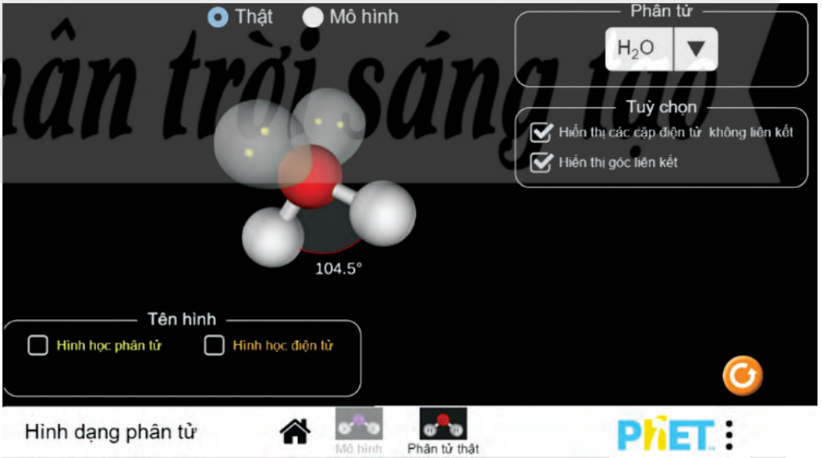 Thật Mô hình
Phân tử
H₂O
ân trời sáng tạo
Tuỳ chọn
Hiển thị các cặp điện tử không liên kết
Hiển thị góc liên kết
104.5°
Tên hình
Hình học phân tử Hình học điện tử
Hình dạng phân tử
Mô hình
Phân tử thật
PhET